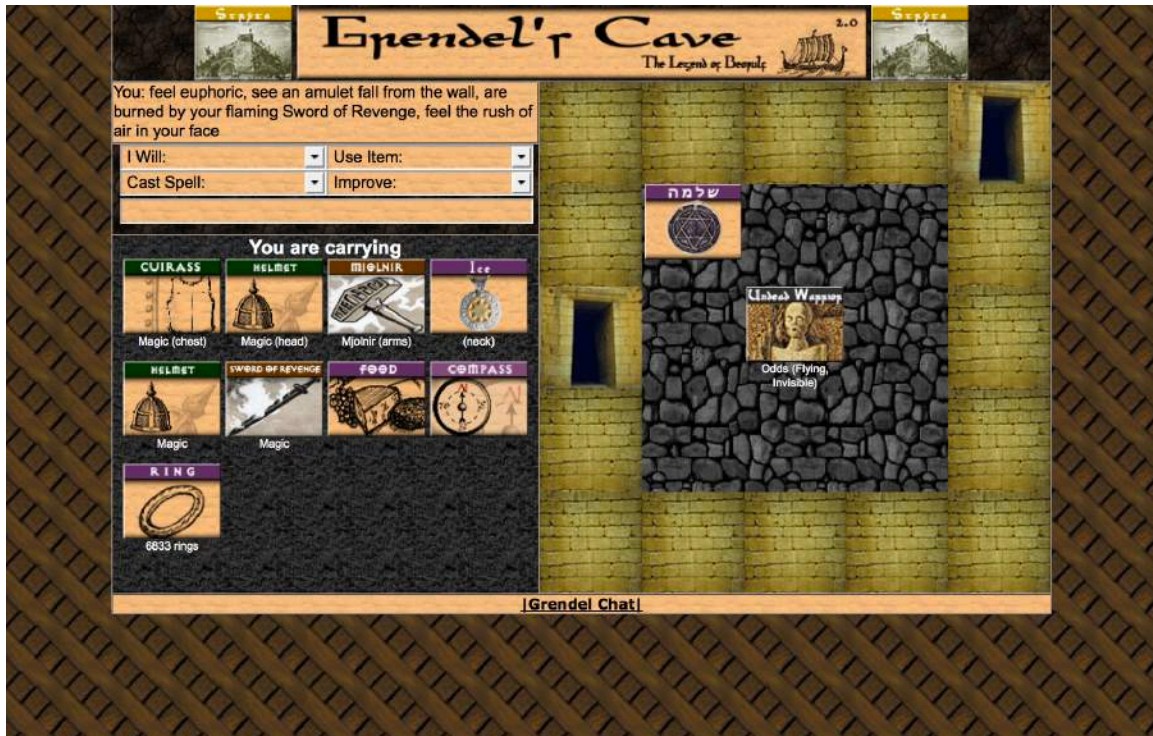 Grendel's Cave
2.0
The Legend of Beowulf
You: feel euphoric, see an amulet fall from the wall, are
burned by your flaming Sword of Revenge, feel the rush of
air in your face
I Will:
Use Item:
Cast Spell:
Improve:
You are carrying
CUIRASS
HELMET
MJOLNIR
Ice
Magic (chest)
Magic (head)
Mjolnir (arms)
(neck)
HELMET
SWORD OF REVENGE
FOOD
COMPASS
Magic
Magic
RING
6833 rings
שלמה
Undead Warrior
Odds (Flying,
Invisible)
|Grendel Chat|